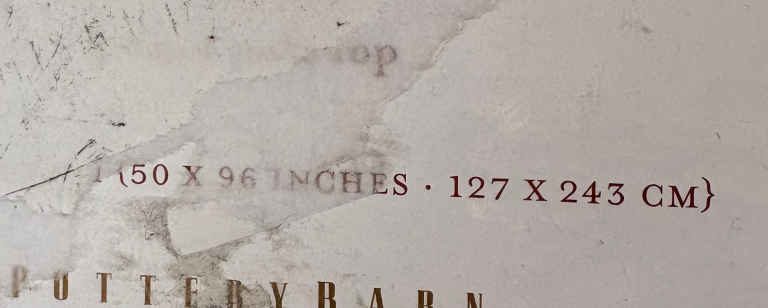 {50 X 96 INCHES · 127 X 243 CM}
POTTERYBARN